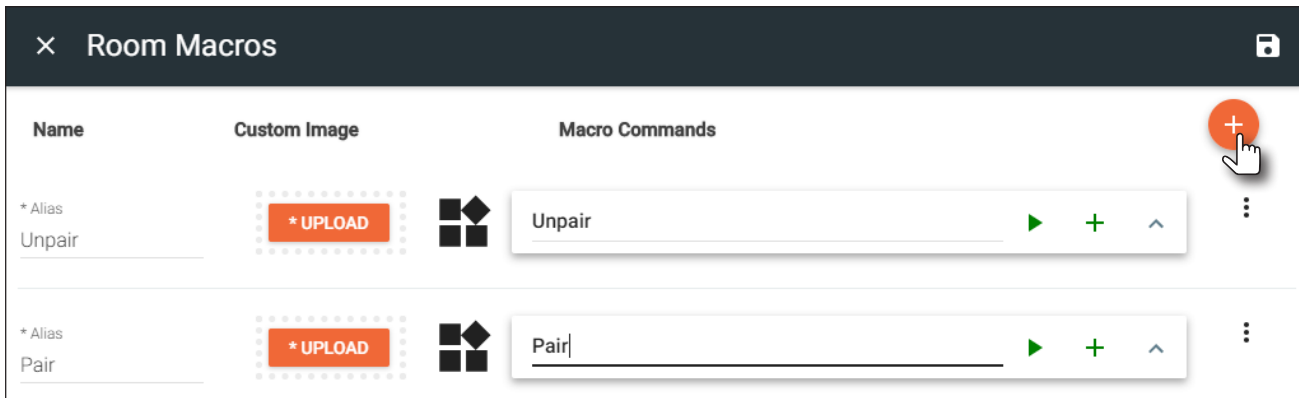 Room Macros
Name Custom Image Macro Commands
* Alias
Unpair
* UPLOAD
Unpair
* Alias
Pair
* UPLOAD
Pair